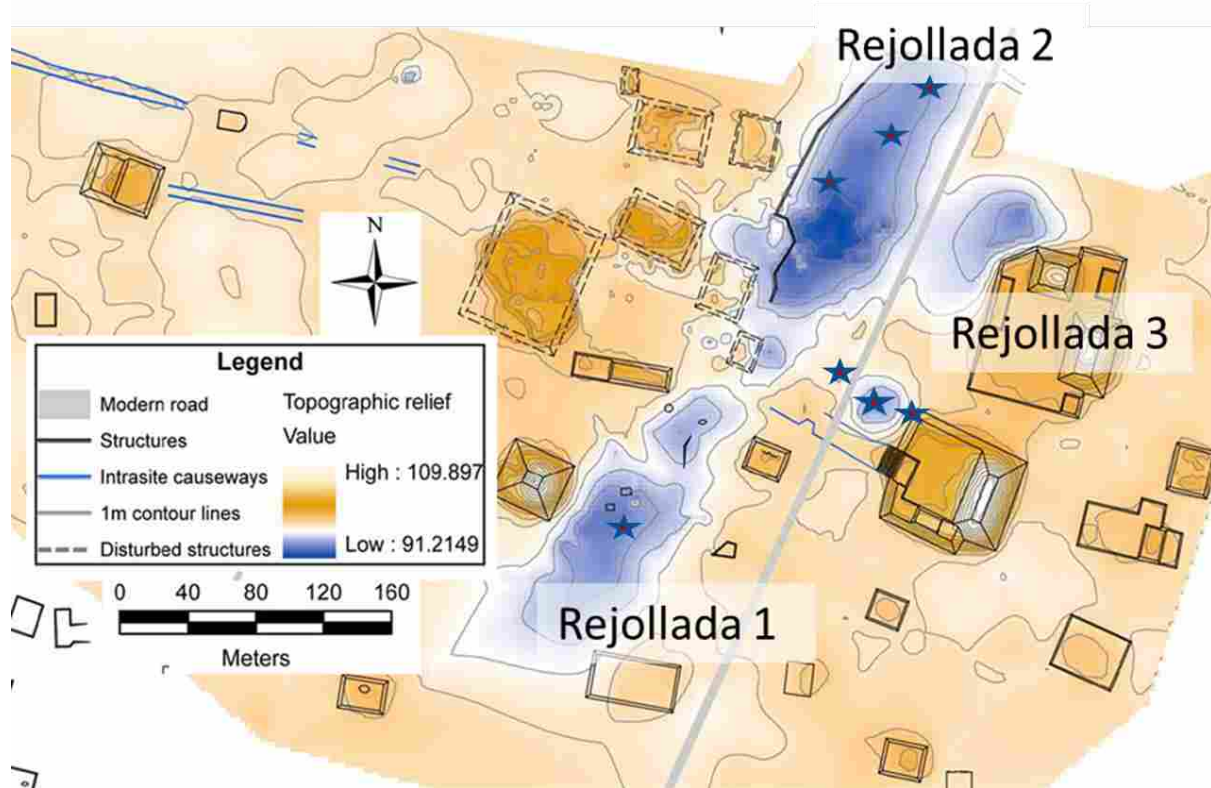 Rejollada 2
N
Rejollada 3
Legend
Modern road
Structures
Intrasite causeways
1m contour lines
Disturbed structures
Topographic relief
Value
High : 109.897
Low : 91.2149
0 40 80 120 160
Meters
Rejollada 1